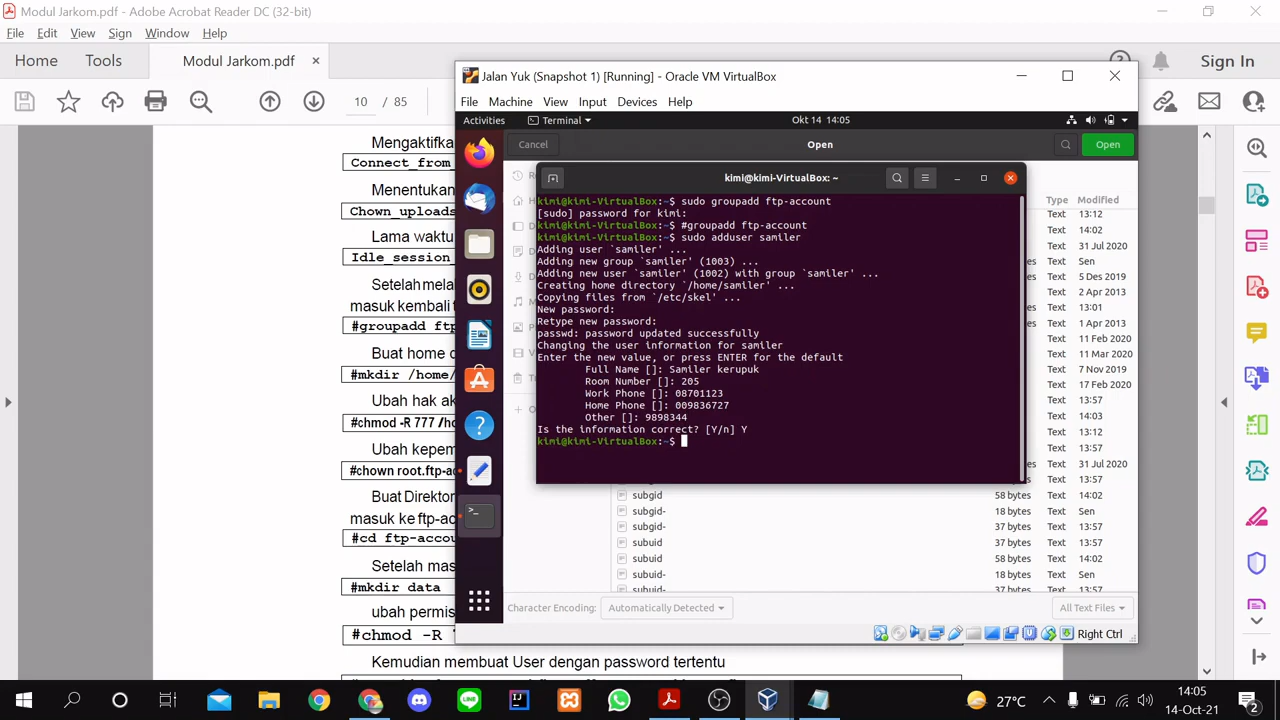 Modul Jarkom.pdf - Adobe Acrobat Reader DC (32-bit)
File Edit View Sign Window Help
Home Tools Modul Jarkom.pdf × Sign In
10 / 85
Mengaktifka
Connect_from_
Menentukan
Chown_uploads
Lama waktu
Idle_session_
Setelah mela
masuk kembali t
#groupadd ftp
Buat home d
#mkdir /home/
Ubah hak ak
#chmod -R 777 /ho
Ubah kepem
#chown root.ftp-ac
Buat Direktor
masuk ke ftp-ac
#cd ftp-accou
Setelah mas
#mkdir data
ubah permis
#chmod -R
Kemudian membuat User dengan password tertentu
Jalan Yuk (Snapshot 1) [Running] - Oracle VM VirtualBox
File Machine View Input Devices Help
Activities Terminal Okt 14 14:05
Cancel Open Open
kimi@kimi-VirtualBox: ~
kimi@kimi-VirtualBox:~$ sudo groupadd ftp-account
[sudo] password for kimi:
kimi@kimi-VirtualBox:~$ #groupadd ftp-account
kimi@kimi-VirtualBox:~$ sudo adduser samiler
Adding user `samiler' ...
Adding new group `samiler' (1003) ...
Adding new user `samiler' (1002) with group `samiler' ...
Creating home directory `/home/samiler' ...
Copying files from `/etc/skel' ...
New password:
Retype new password:
passwd: password updated successfully
Changing the user information for samiler
Enter the new value, or press ENTER for the default
Full Name []: Samiler kerupuk
Room Number []: 205
Work Phone []: 08701123
Home Phone []: 009836727
Other []: 9898344
Is the information correct? [Y/n] Y
kimi@kimi-VirtualBox:~$
Type Modified
Text 13:12
Text 14:02
Text 31 Jul 2020
Text Sen
Text 5 Des 2019
Text 2 Apr 2013
Text 13:01
Text 1 Apr 2013
Text 11 Feb 2020
Text 11 Mar 2020
Text 7 Nov 2019
Text 17 Feb 2020
Text 13:57
Text 14:03
Text 13:57
Text 31 Jul 2020
Text 13:57
subgid 58 bytes Text 14:02
subgid- 18 bytes Text Sen
subgid- 37 bytes Text 13:57
subuid 37 bytes Text 13:57
subuid 58 bytes Text 14:02
subuid- 18 bytes Text Sen
subuid- 37 bytes Text 13:57
Character Encoding: Automatically Detected All Text Files
Right Ctrl
27°C 14:05
14-Oct-21 2